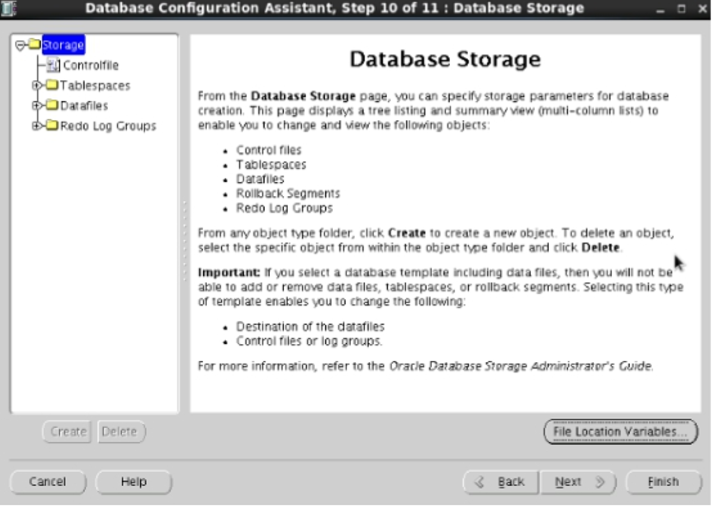 Database Configuration Assistant, Step 10 of 11 : Database Storage
Storage
Controlfile
Tablespaces
Datafiles
Redo Log Groups
Database Storage
From the Database Storage page, you can specify storage parameters for database
creation. This page displays a tree listing and summary view (multi-column lists) to
enable you to change and view the following objects:
• Control files
• Tablespaces
• Datafiles
• Rollback Segments
• Redo Log Groups
From any object type folder, click Create to create a new object. To delete an object,
select the specific object from within the object type folder and click Delete.
Important: If you select a database template including data files, then you will not be
able to add or remove data files, tablespaces, or rollback segments. Selecting this type
of template enables you to change the following:
• Destination of the datafiles
• Control files or log groups.
For more information, refer to the Oracle Database Storage Administrator's Guide.
Create Delete
File Location Variables...
Cancel Help Back Next Finish